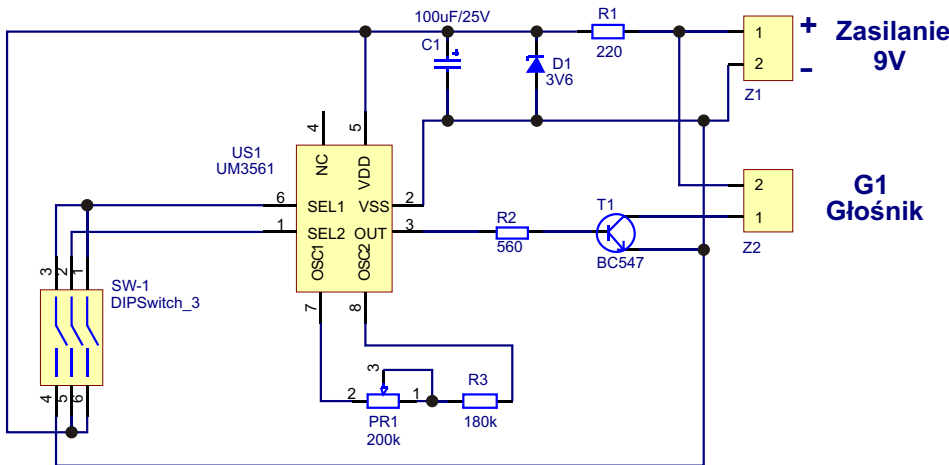 100uF/25V
C1
R1
220
1
2
+
-
Zasilanie
9V
D1
3V6
Z1
4
5
US1
UM3561
NC
VDD
6
SEL1
VSS
2
1
SEL2
OUT
3
OSC1
OSC2
R2
560
T1
BC547
2
1
Z2
G1
Głośnik
3
2
1
SW-1
DIPSwitch_3
7
8
4
5
6
3
2
1
PR1
200k
R3
180k